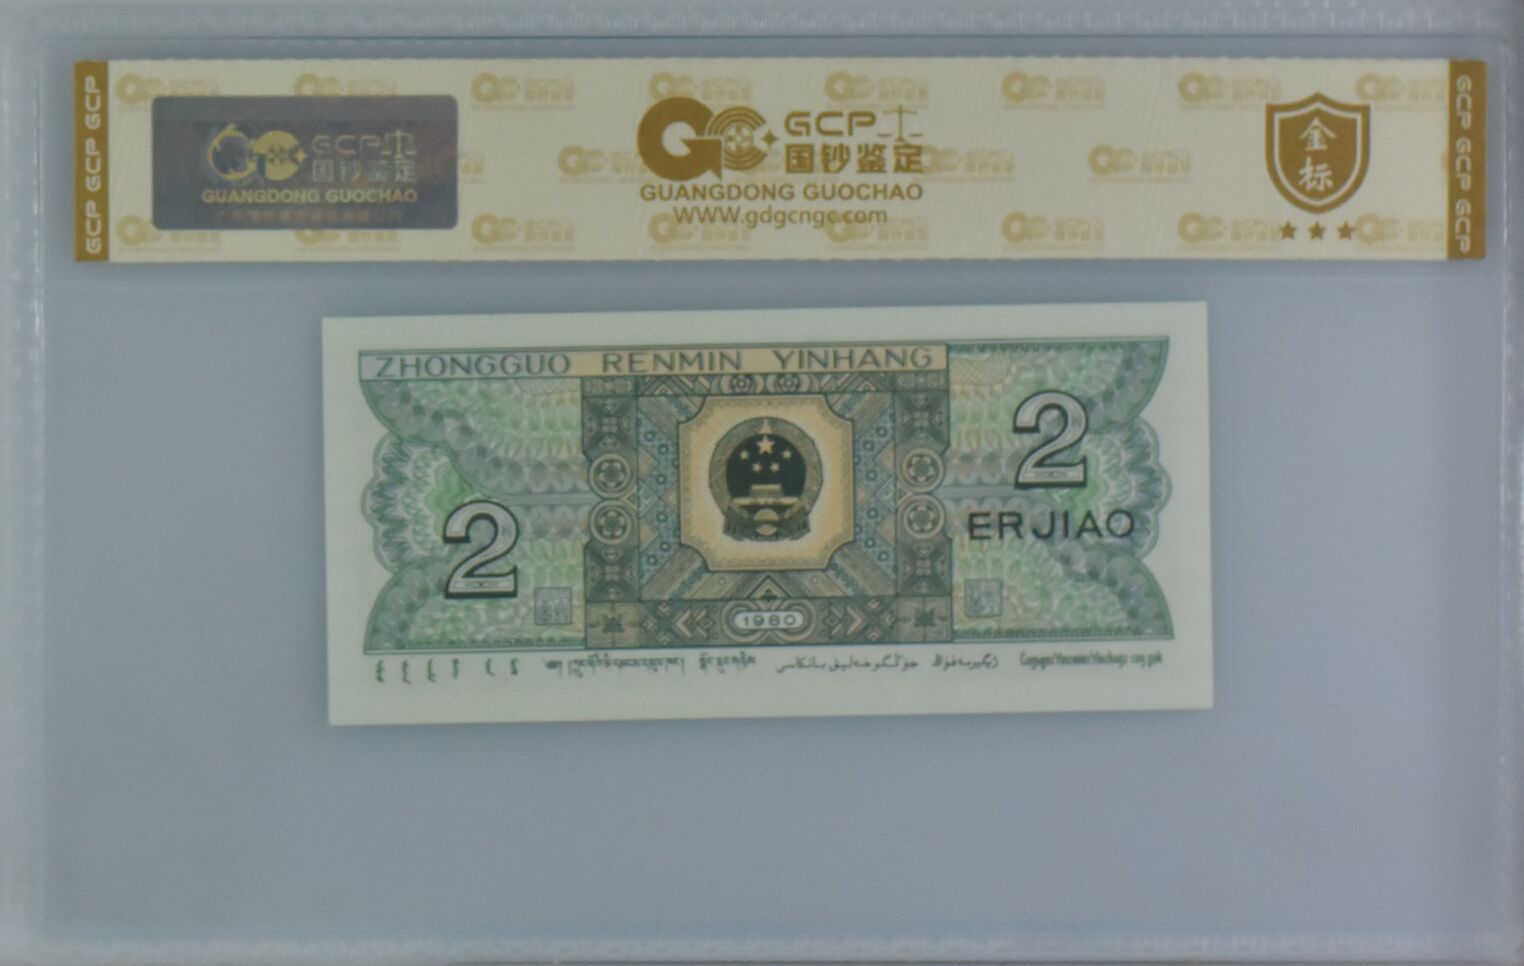 GCP GCP GCP
GCP
国钞鉴定
GUANGDONG GUOCHAO
GCP
国钞鉴定
GUANGDONG GUOCHAO
WWW.gdgcngc.com
金标
GCP GCP GCP
ZHONGGUO RENMIN YINHANG
2
ERJIAO
2
1980